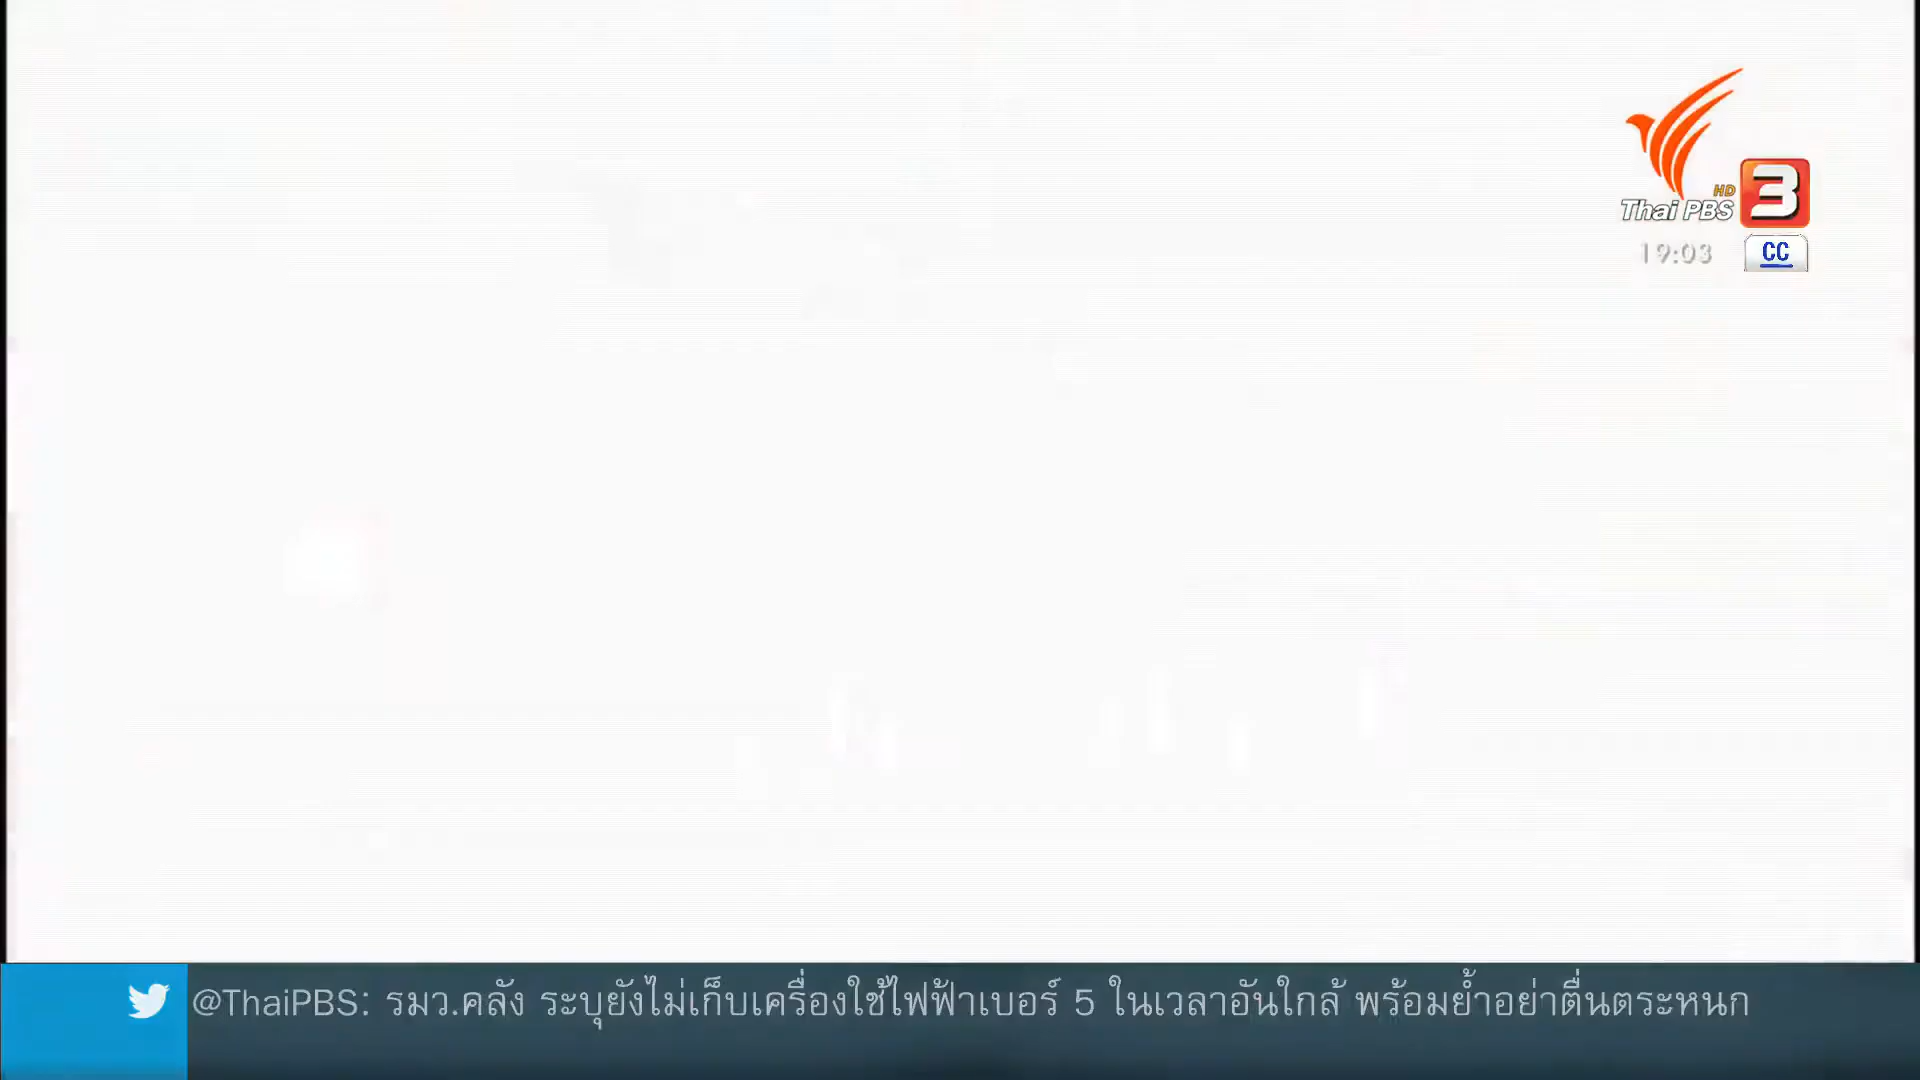 HD
Thai PBS 3
19:03 CC
@ThaiPBS: รมว.คลัง ระบุยังไม่เก็บเครื่องใช้ไฟฟ้าเบอร์ 5 ในเวลาอันใกล้ พร้อมย้ำอย่าตื่นตระหนก